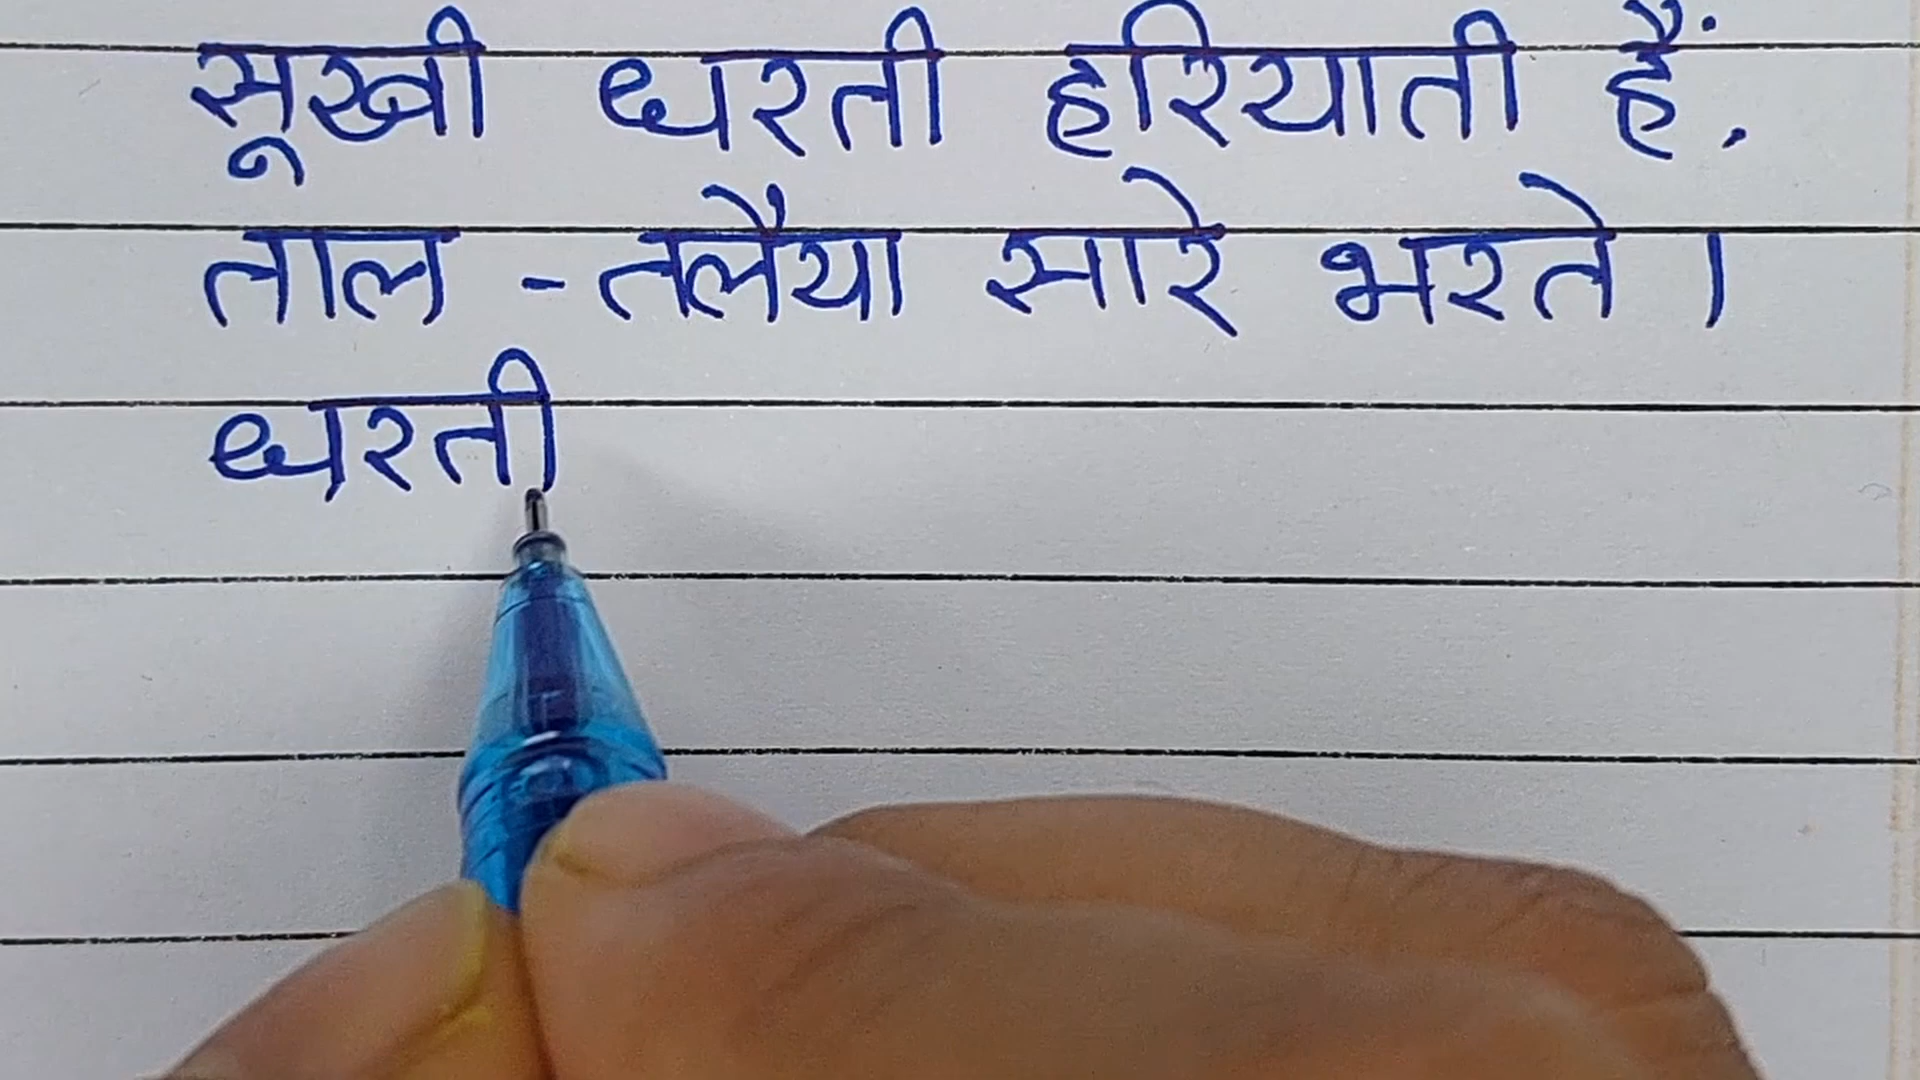 सूखी धरती हरियाती हैं.
ताल - तलैया सारे भरते ।
धरती